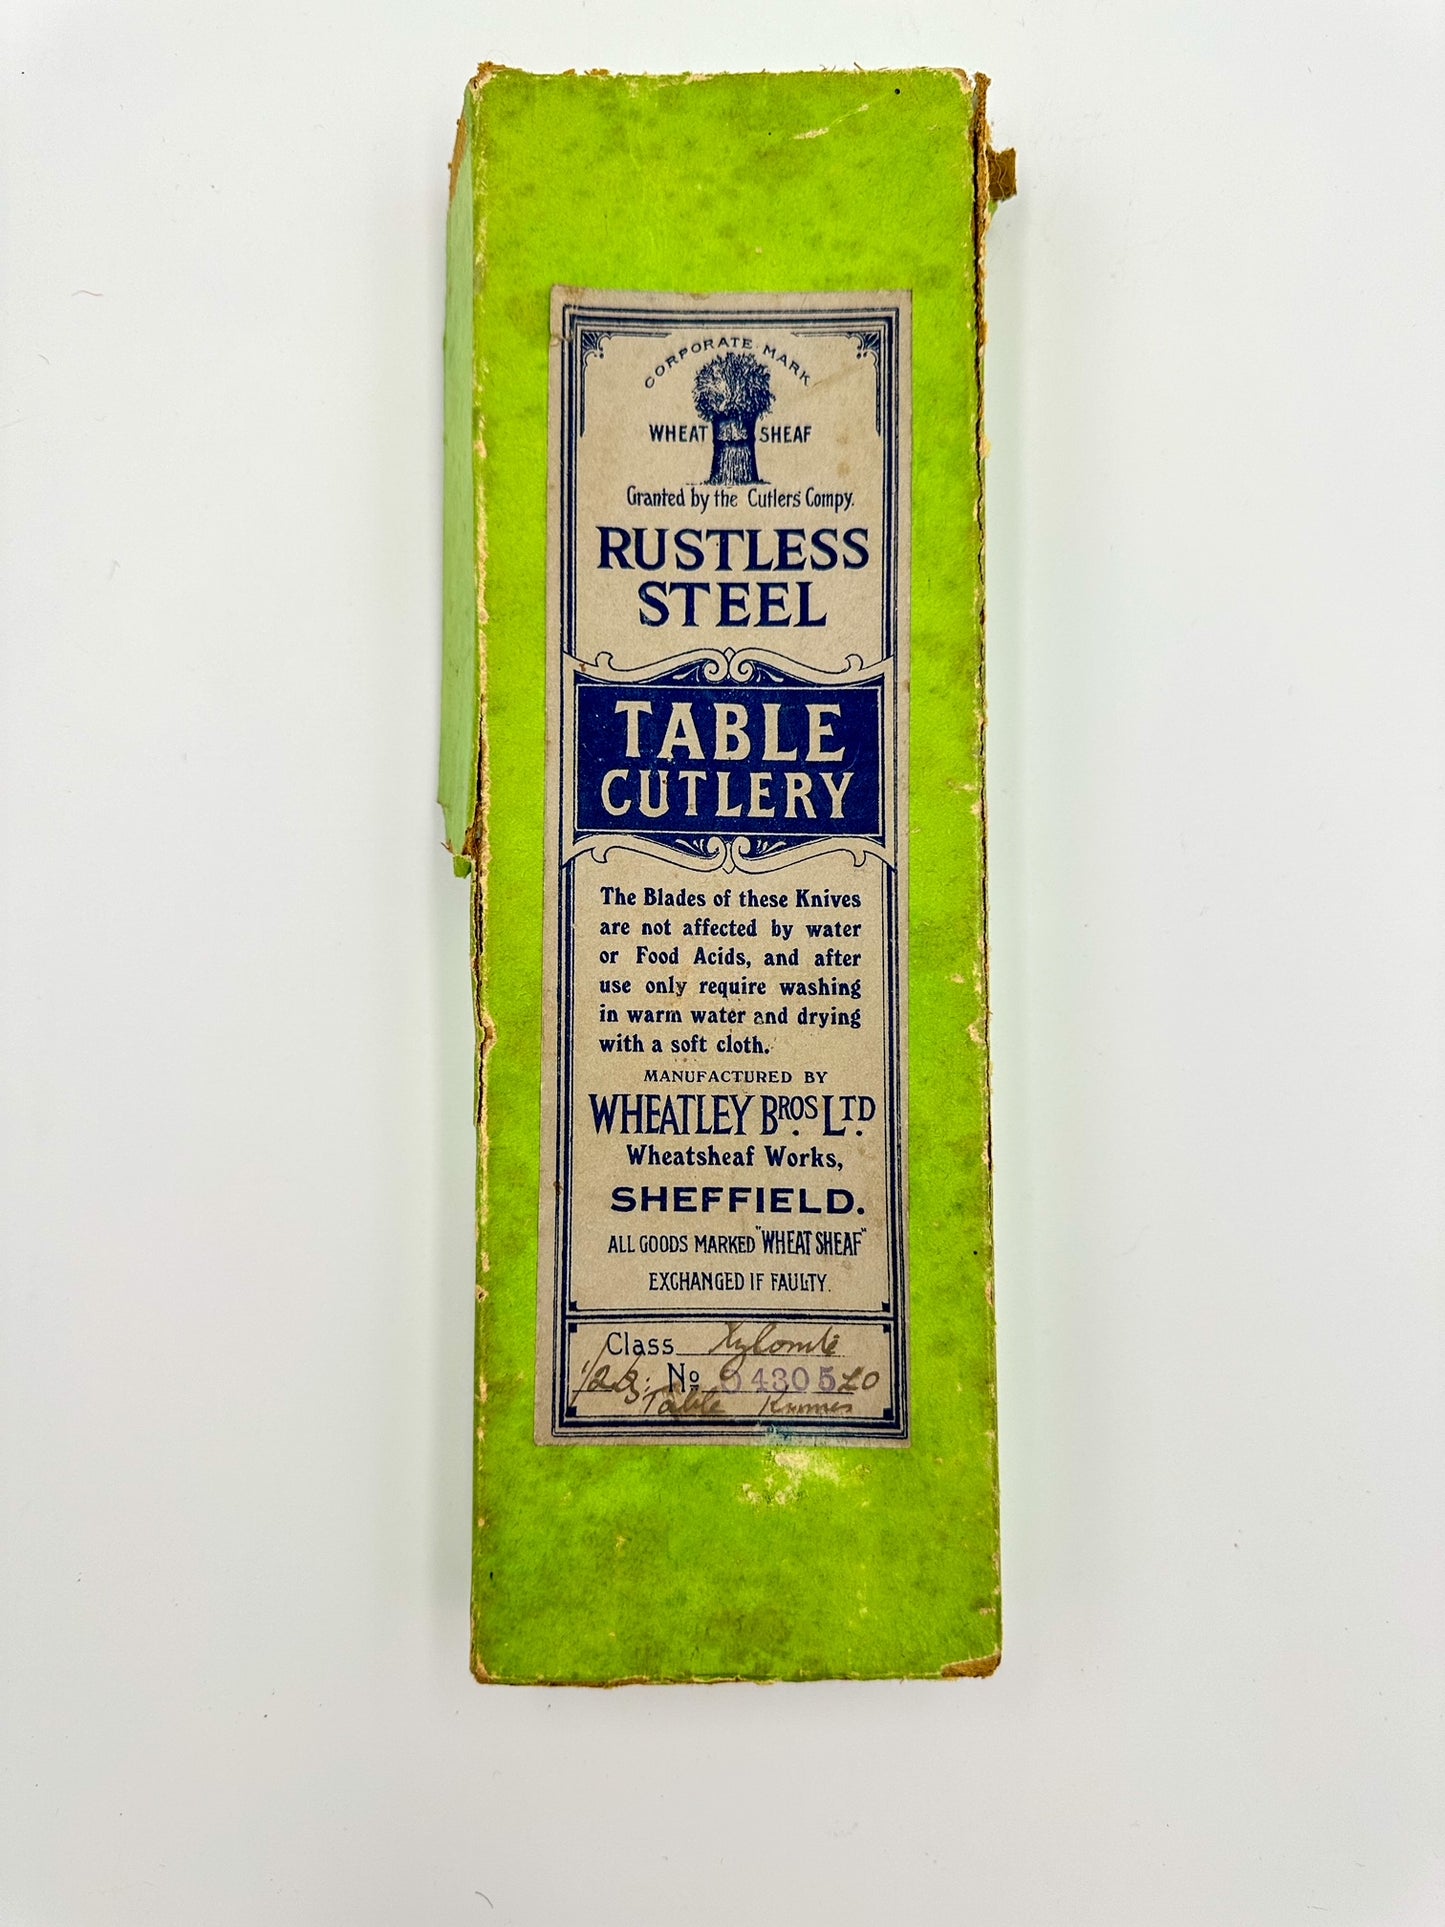 CORPORATE MARK
WHEAT SHEAF
Granted by the Cutlers' Compy.
RUSTLESS
STEEL
TABLE
CUTLERY
The Blades of these Knives
are not affected by water
or Food Acids, and after
use only require washing
in warm water and drying
with a soft cloth.
MANUFACTURED BY
WHEATLEY BROS. LTD.
Wheatsheaf Works,
SHEFFIELD.
ALL GOODS MARKED "WHEAT SHEAF"
EXCHANGED IF FAULTY.
Class Xylonite
No 4305
Table Knives